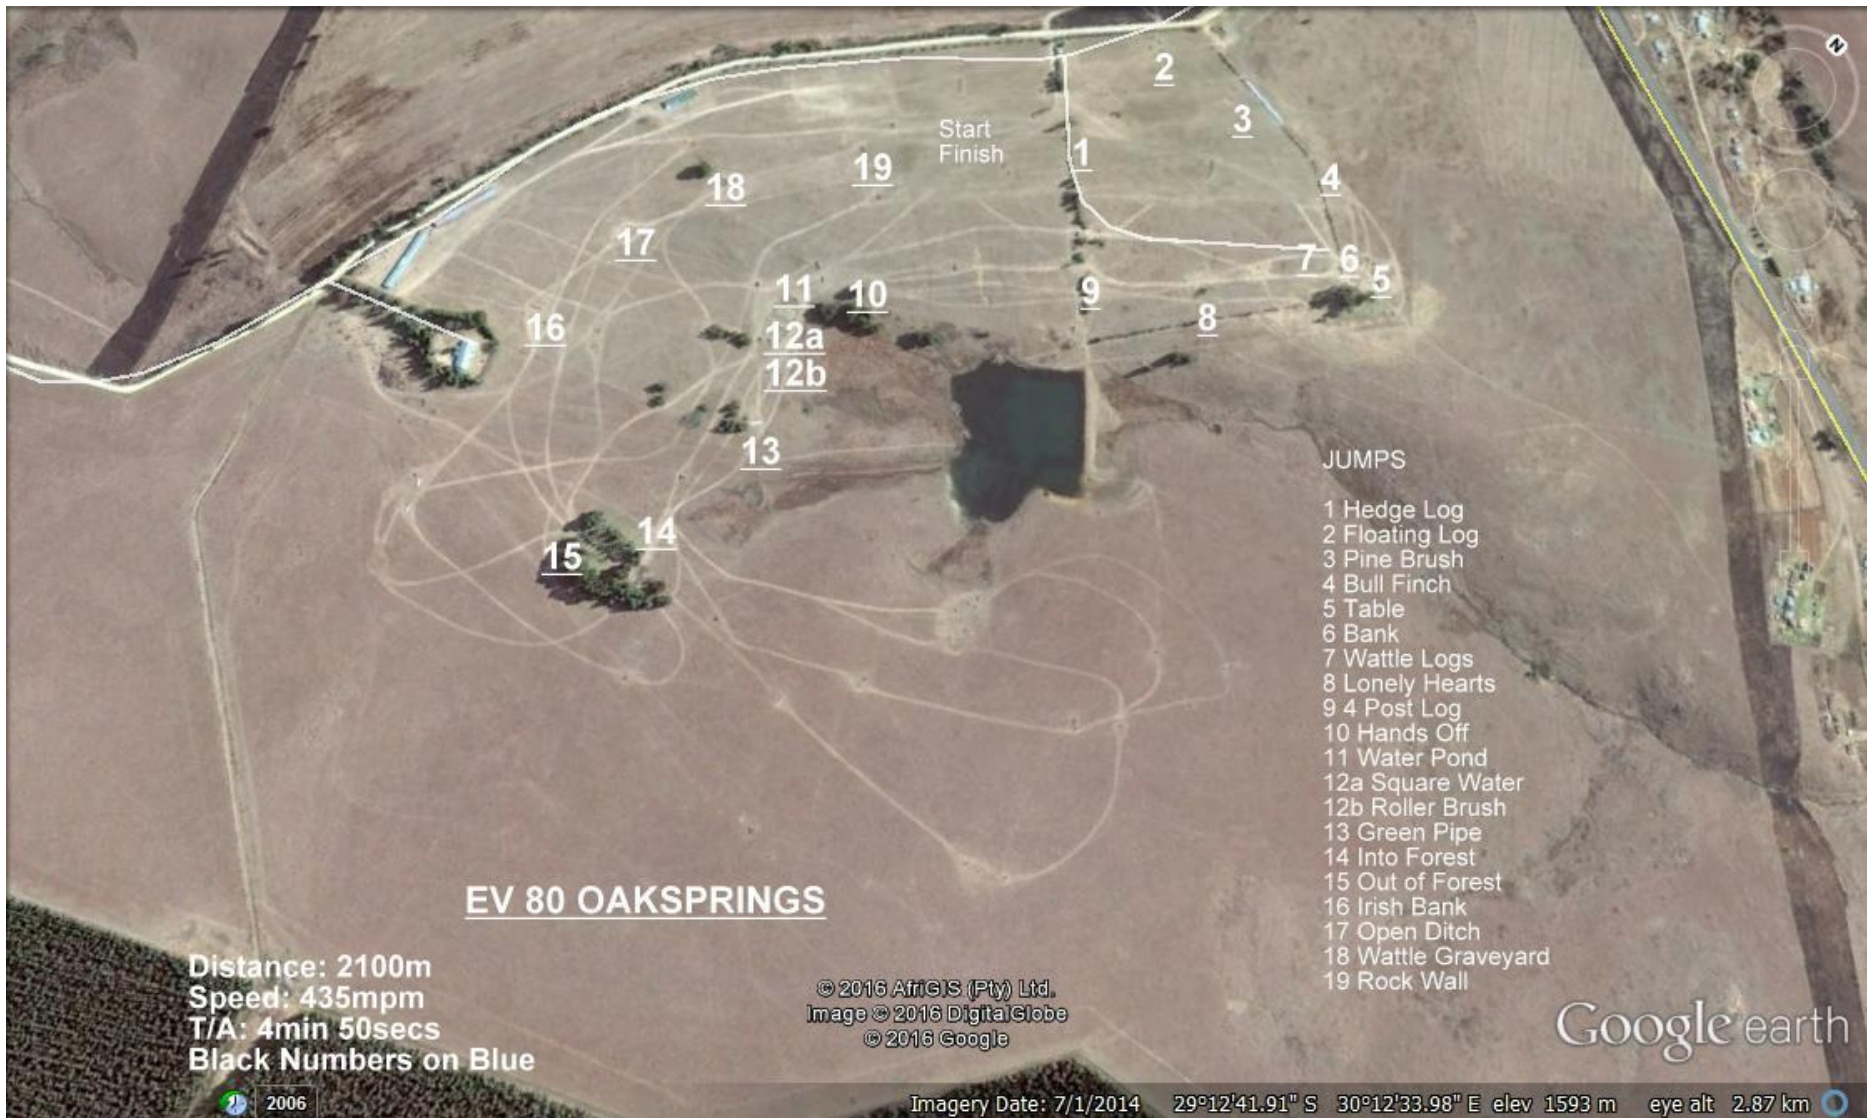 N
2
Start
Finish
3
1
19
4
18
17
7
6
5
11
10
9
16
8
12a
12b
13
14
15
JUMPS
1 Hedge Log
2 Floating Log
3 Pine Brush
4 Bull Finch
5 Table
6 Bank
7 Wattle Logs
8 Lonely Hearts
9 4 Post Log
10 Hands Off
11 Water Pond
12a Square Water
12b Roller Brush
13 Green Pipe
14 Into Forest
15 Out of Forest
16 Irish Bank
17 Open Ditch
18 Wattle Graveyard
19 Rock Wall
EV 80 OAKSPRINGS
Distance: 2100m
Speed: 435mpm
T/A: 4min 50secs
Black Numbers on Blue
© 2016 AfriGIS (Pty) Ltd.
Image © 2016 DigitalGlobe
© 2016 Google
Google earth
2006
Imagery Date: 7/1/2014 29°12'41.91" S 30°12'33.98" E elev 1593 m eye alt 2.87 km